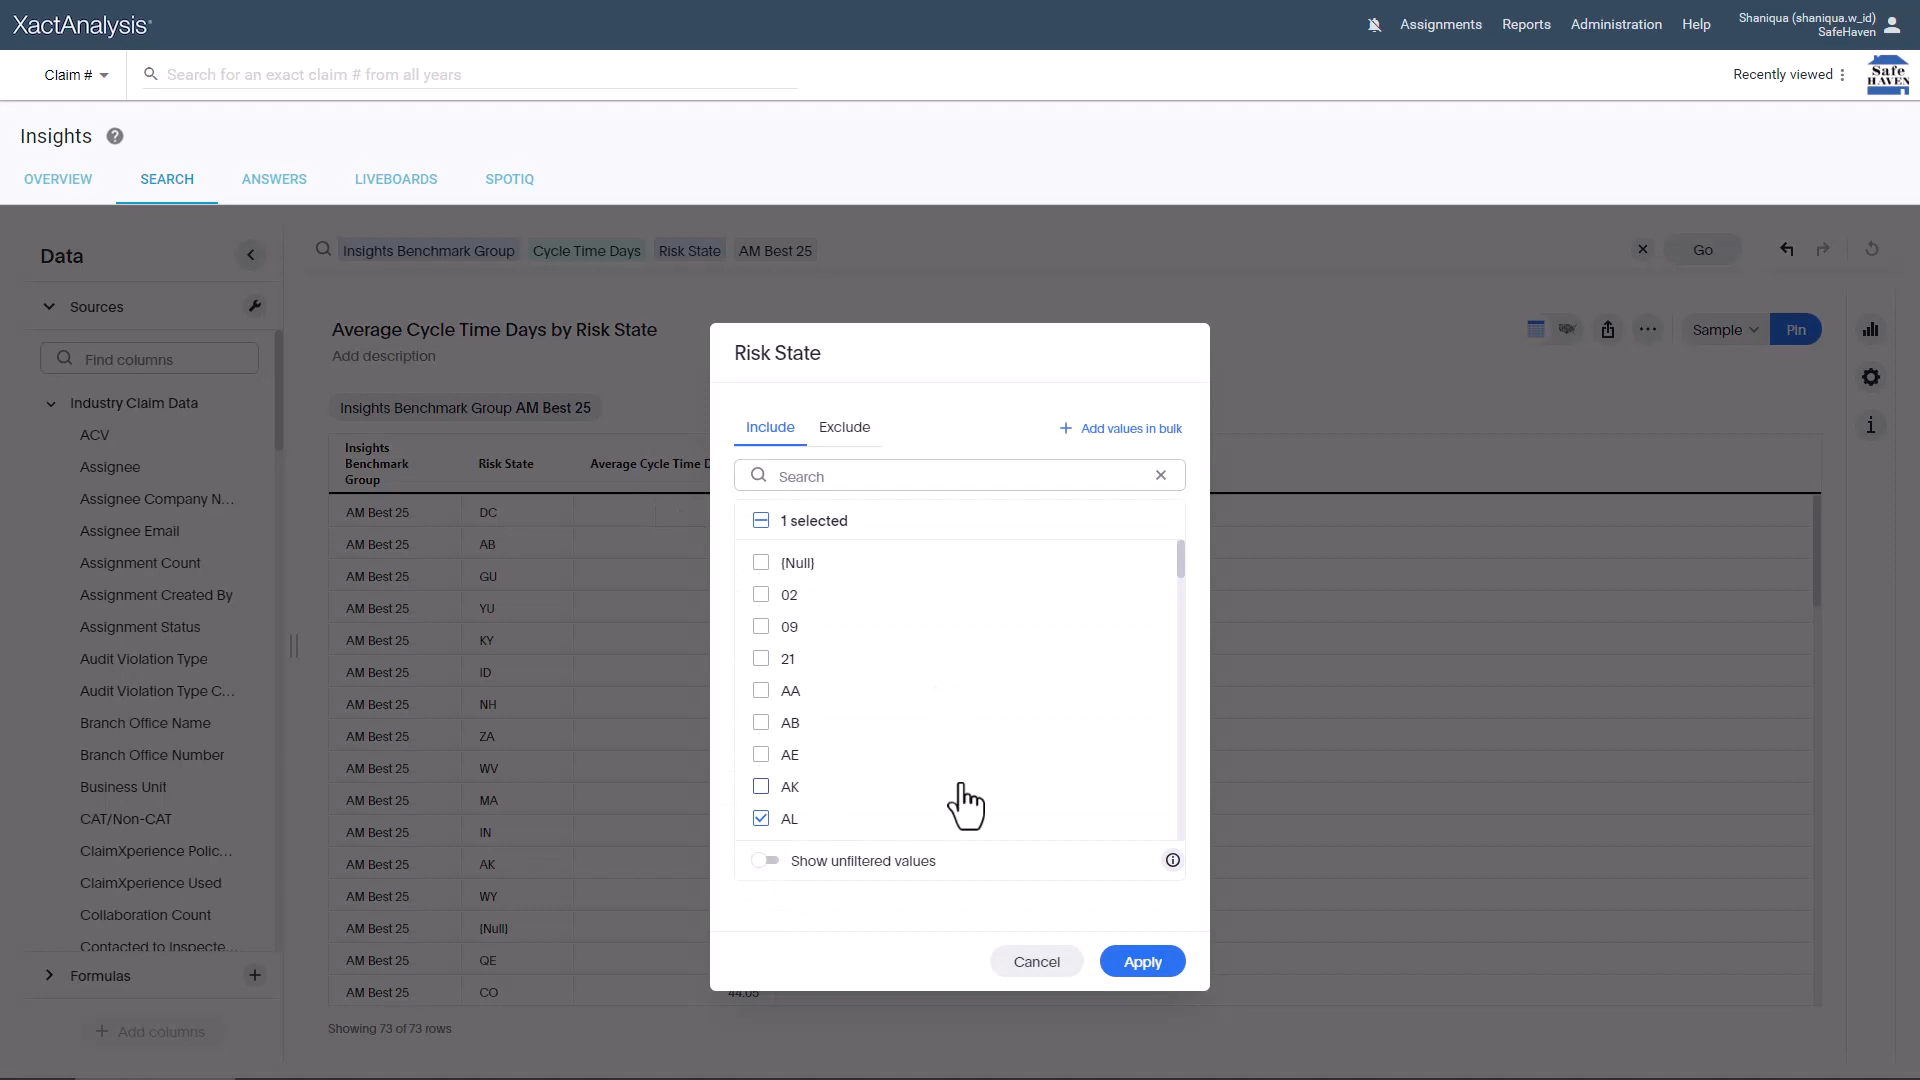 XactAnalysis
Assignments
Reports
Administration
Help
Shaniqua (shaniqua.w_id)
SafeHaven
Claim #
Search for an exact claim # from all years
Recently viewed
Safe
HAVEN
Insights
OVERVIEW
SEARCH
ANSWERS
LIVEBOARDS
SPOTIQ
Data
Sources
Find columns
Industry Claim Data
ACV
Assignee
Assignee Company N...
Assignee Email
Assignment Count
Assignment Created By
Assignment Status
Audit Violation Type
Audit Violation Type C...
Branch Office Name
Branch Office Number
Business Unit
CAT/Non-CAT
ClaimXperience Polic...
ClaimXperience Used
Collaboration Count
Contacted to Inspecte...
Formulas
Add columns
Insights Benchmark Group
Cycle Time Days
Risk State
AM Best 25
Go
Average Cycle Time Days by Risk State
Add description
Sample
Pin
Insights Benchmark Group AM Best 25
Insights
Benchmark
Group
Risk State
Average Cycle Time D
AM Best 25 DC
AM Best 25 AB
AM Best 25 GU
AM Best 25 YU
AM Best 25 KY
AM Best 25 ID
AM Best 25 NH
AM Best 25 ZA
AM Best 25 WV
AM Best 25 MA
AM Best 25 IN
AM Best 25 AK
AM Best 25 WY
AM Best 25 {Null}
AM Best 25 QE
AM Best 25 CO 44.05
Showing 73 of 73 rows
Risk State
Include
Exclude
Add values in bulk
Search
1 selected
{Null}
02
09
21
AA
AB
AE
AK
AL
Show unfiltered values
Cancel
Apply